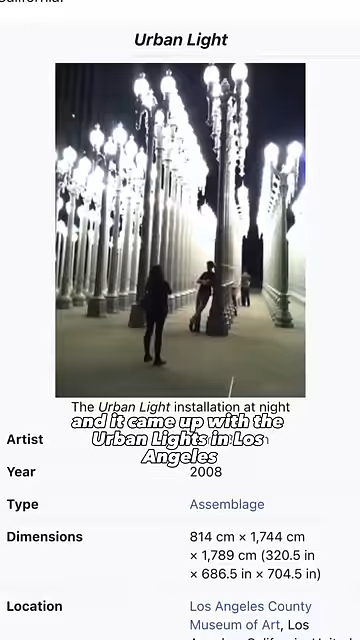 Urban Light
The Urban Light installation at night
and it came up with the
Urban Lights in Los
Angeles
Artist
Year 2008
Type Assemblage
Dimensions 814 cm × 1,744 cm
× 1,789 cm (320.5 in
× 686.5 in × 704.5 in)
Location Los Angeles County
Museum of Art, Los